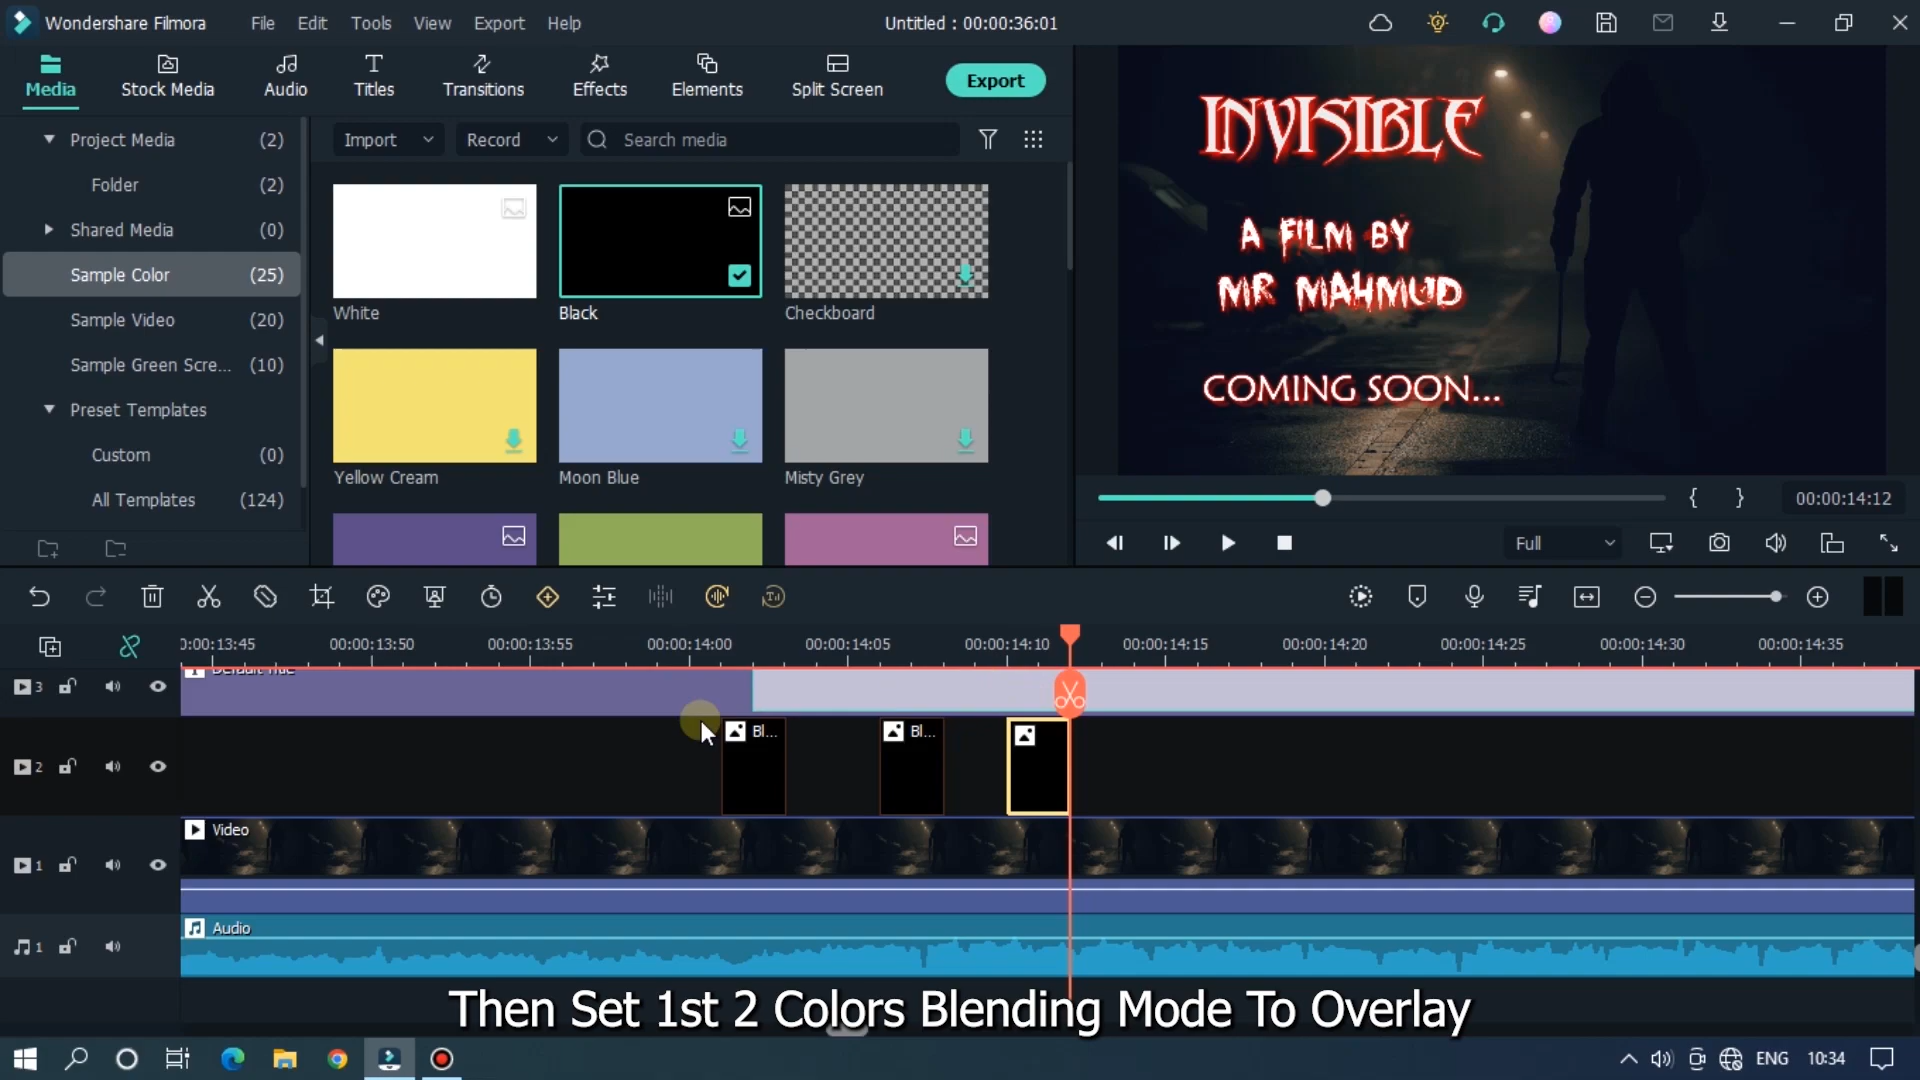 Wondershare Filmora
File Edit Tools View Export Help
Untitled : 00:00:36:01
Media
Stock Media
Audio
Titles
Transitions
Effects
Elements
Split Screen
Export
Project Media (2)
Folder (2)
Shared Media (0)
Sample Color (25)
Sample Video (20)
Sample Green Scre... (10)
Preset Templates
Custom (0)
All Templates (124)
Import
Record
Search media
White
Black
Checkboard
Yellow Cream
Moon Blue
Misty Grey
INVISIBLE
A FILM BY
MR MAHMUD
COMING SOON...
{ }
00:00:14:12
Full
0:00:13:45 00:00:13:50 00:00:13:55 00:00:14:00 00:00:14:05 00:00:14:10 00:00:14:15 00:00:14:20 00:00:14:25 00:00:14:30 00:00:14:35
3
Default Title
2
Bl...
Bl...
1
Video
1
Audio
Then Set 1st 2 Colors Blending Mode To Overlay
ENG 10:34